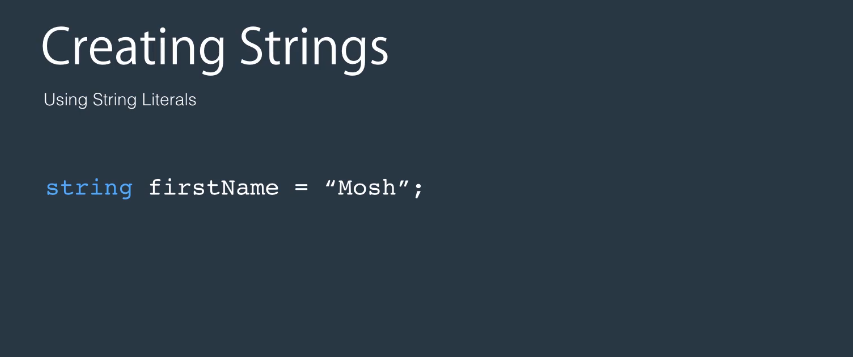 Creating Strings
Using String Literals
string firstName = “Mosh”;